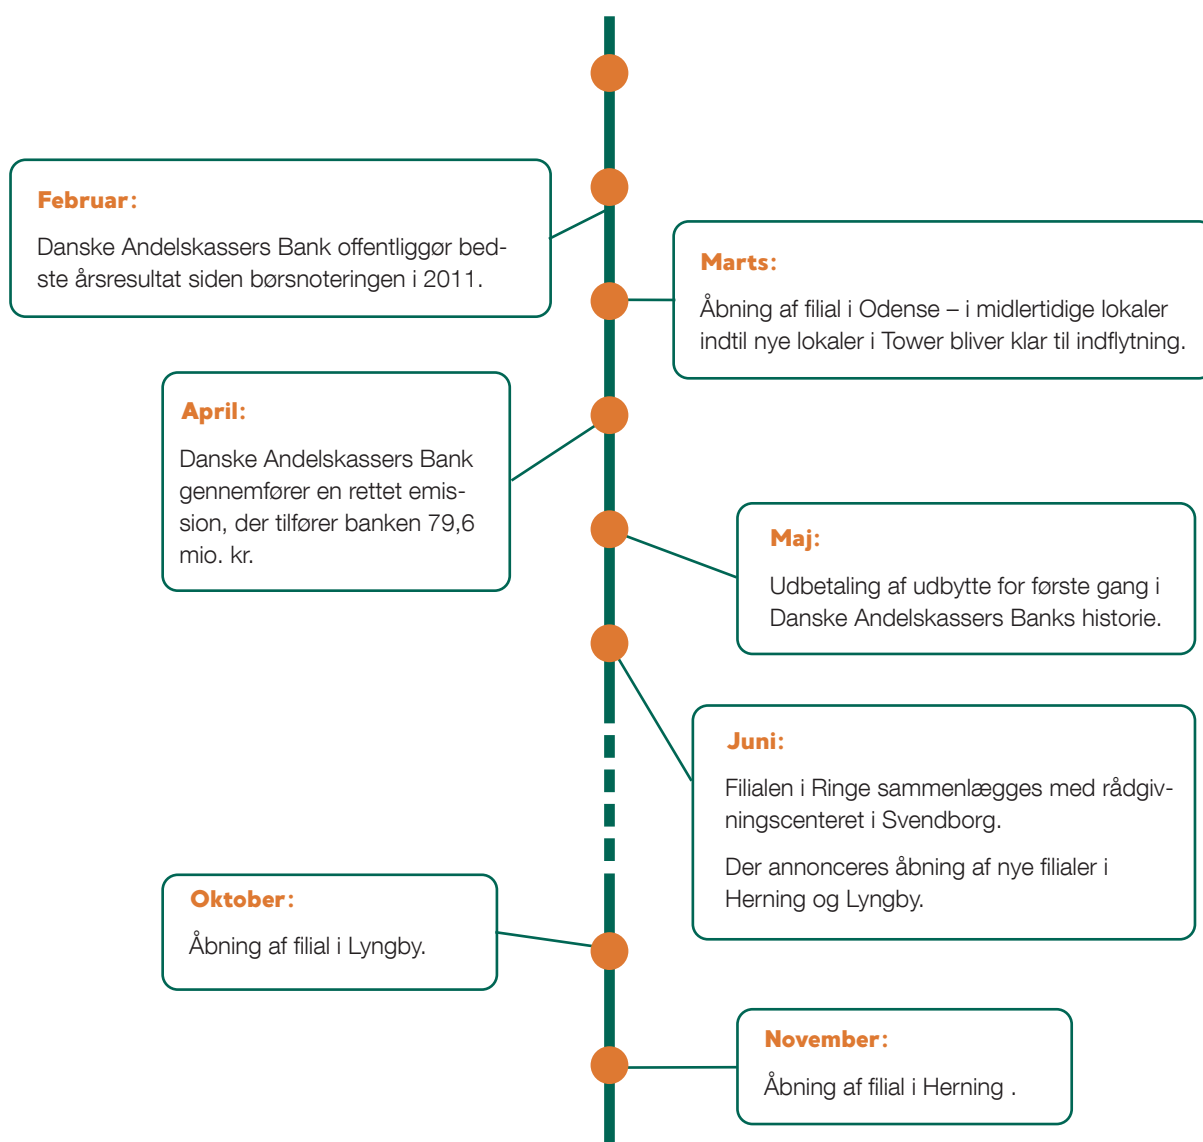 Februar:
Danske Andelskassers Bank offentliggør bed-
ste årsresultat siden børsnoteringen i 2011.
Marts:
Åbning af filial i Odense – i midlertidige lokaler
indtil nye lokaler i Tower bliver klar til indflytning.
April:
Danske Andelskassers Bank
gennemfører en rettet emis-
sion, der tilfører banken 79,6
mio. kr.
Maj:
Udbetaling af udbytte for første gang i
Danske Andelskassers Banks historie.
Juni:
Filialen i Ringe sammenlægges med rådgiv-
ningscenteret i Svendborg.
Der annonceres åbning af nye filialer i
Herning og Lyngby.
Oktober:
Åbning af filial i Lyngby.
November:
Åbning af filial i Herning .